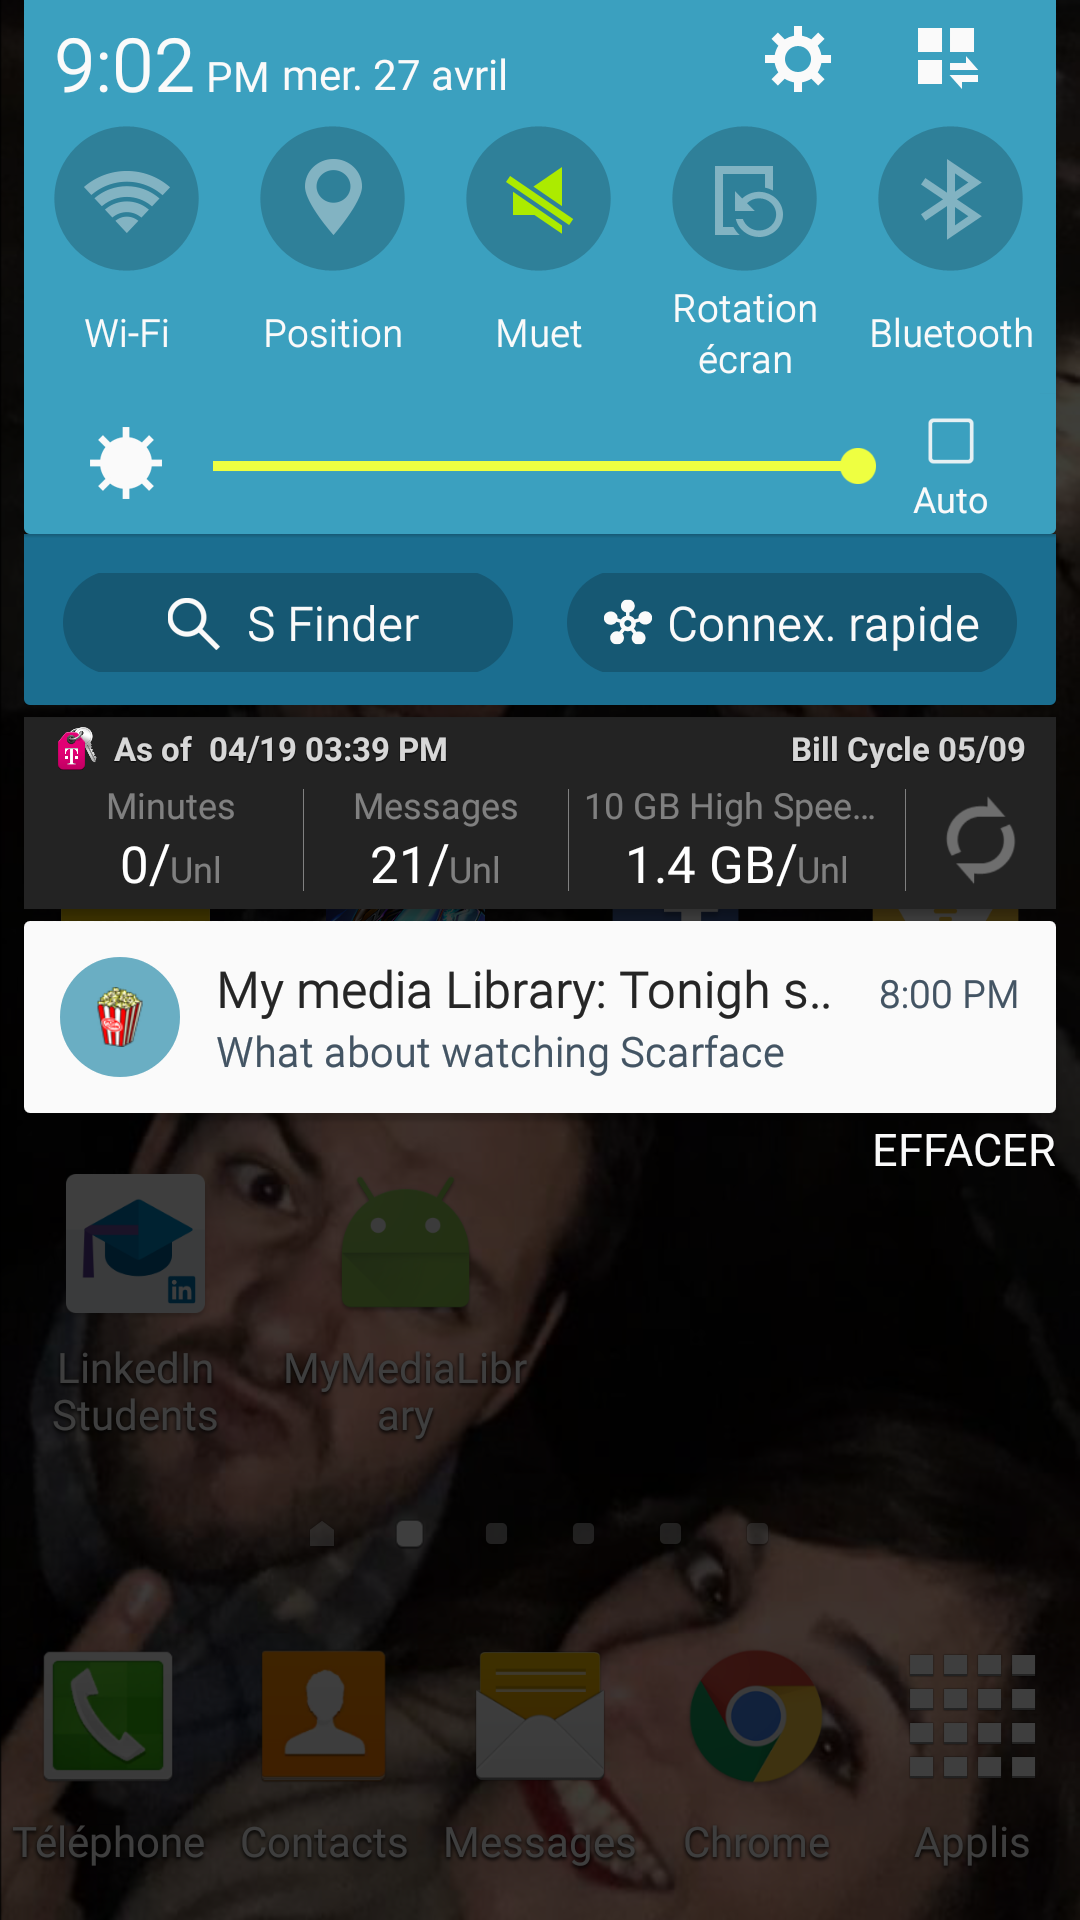 9:02 PM mer. 27 avril
Wi-Fi
Position
Muet
Rotation
écran
Bluetooth
Auto
S Finder
Connex. rapide
T As of 04/19 03:39 PM
Bill Cycle 05/09
Minutes
Messages
10 GB High Spee...
0/Unl
21/Unl
1.4 GB/Unl
My media Library: Tonigh s..
8:00 PM
What about watching Scarface
EFFACER
in
LinkedIn
Students
MyMediaLibr
ary
Téléphone
Contacts
Messages
Chrome
Applis